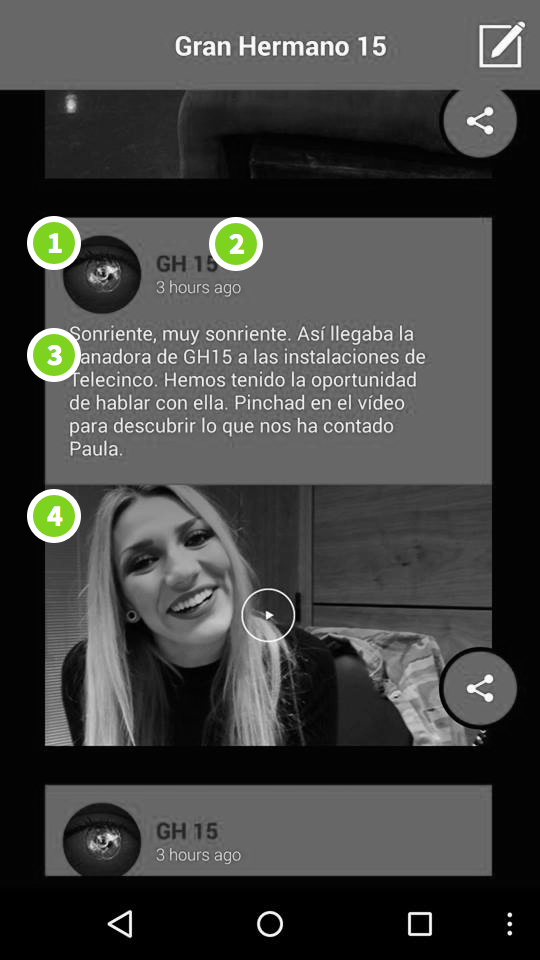 Gran Hermano 15
1
2
GH 15
3 hours ago
3
Sonriente, muy sonriente. Así llegaba la
ganadora de GH15 a las instalaciones de
Telecinco. Hemos tenido la oportunidad
de hablar con ella. Pinchad en el vídeo
para descubrir lo que nos ha contado
Paula.
4
GH 15
3 hours ago